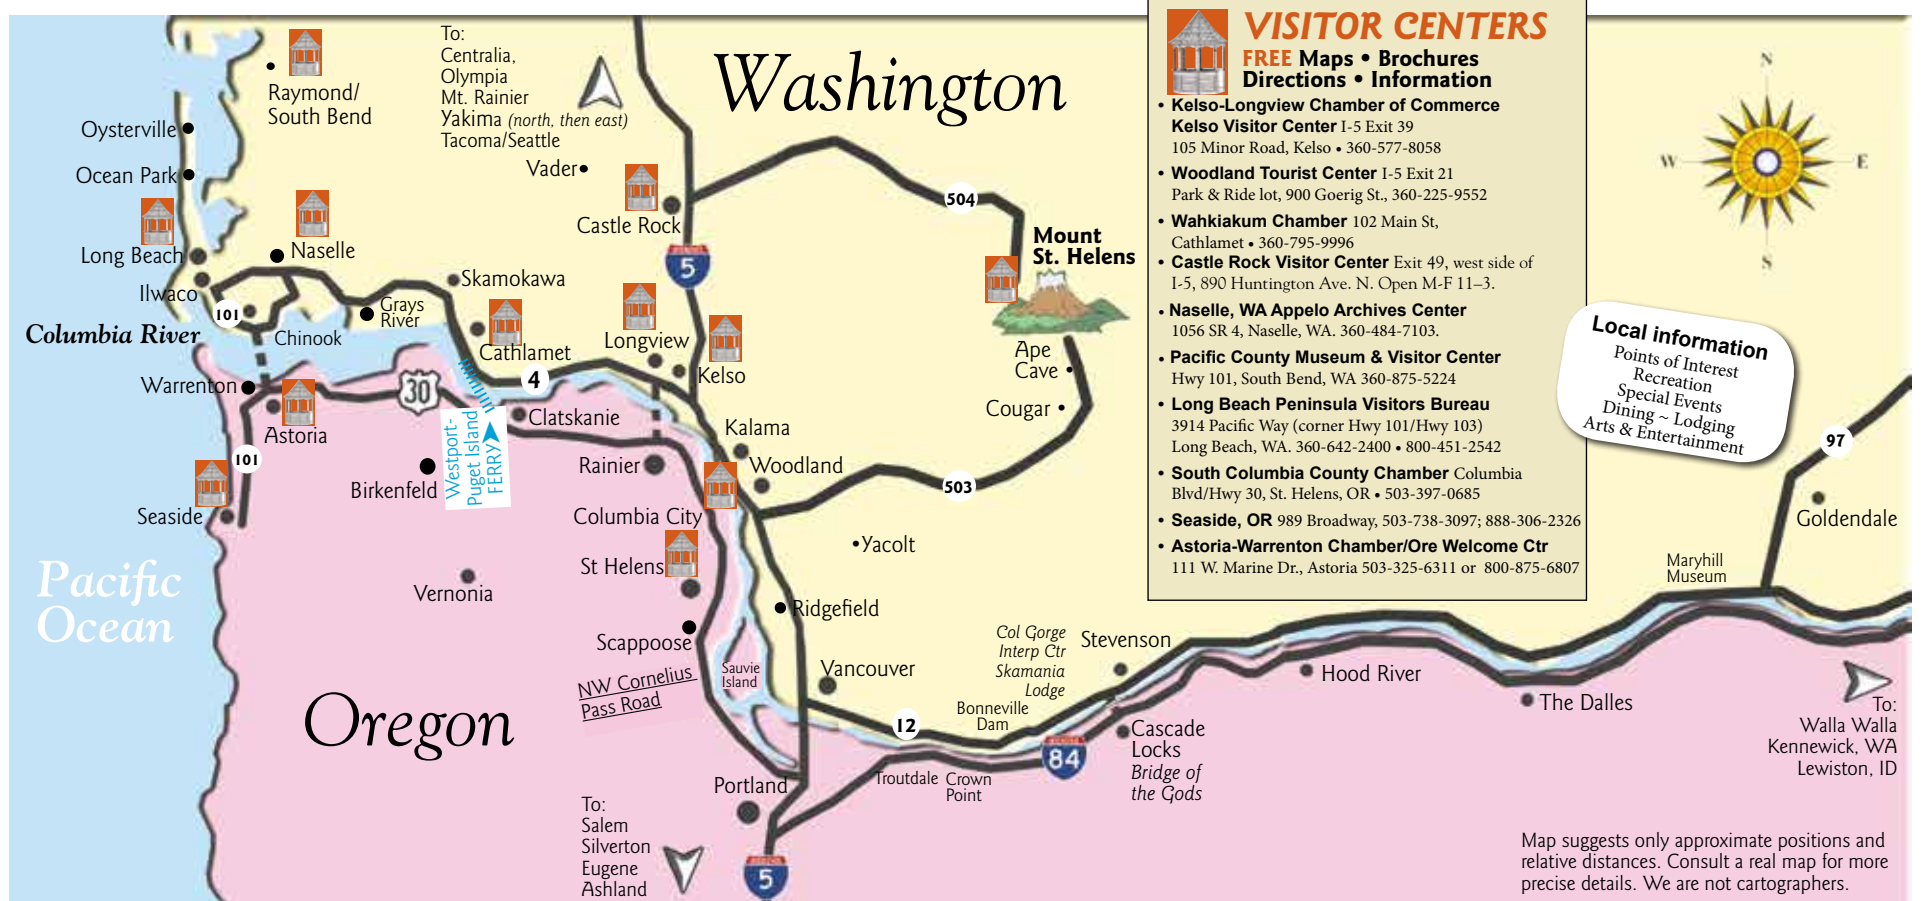 VISITOR CENTERS
FREE Maps • Brochures
Directions • Information
• Kelso-Longview Chamber of Commerce
Kelso Visitor Center I-5 Exit 39
105 Minor Road, Kelso • 360-577-8058
• Woodland Tourist Center I-5 Exit 21
Park & Ride lot, 900 Goerig St., 360-225-9552
• Wahkiakum Chamber 102 Main St,
Cathlamet • 360-795-9996
• Castle Rock Visitor Center Exit 49, west side of
I-5, 890 Huntington Ave. N. Open M-F 11–3.
• Naselle, WA Appelo Archives Center
1056 SR 4, Naselle, WA. 360-484-7103.
• Pacific County Museum & Visitor Center
Hwy 101, South Bend, WA 360-875-5224
• Long Beach Peninsula Visitors Bureau
3914 Pacific Way (corner Hwy 101/Hwy 103)
Long Beach, WA. 360-642-2400 • 800-451-2542
• South Columbia County Chamber Columbia
Blvd/Hwy 30, St. Helens, OR • 503-397-0685
• Seaside, OR 989 Broadway, 503-738-3097; 888-306-2326
• Astoria-Warrenton Chamber/Ore Welcome Ctr
111 W. Marine Dr., Astoria 503-325-6311 or 800-875-6807
Washington
To:
Centralia,
Olympia
Mt. Rainier
Yakima (north, then east)
Tacoma/Seattle
Raymond/
South Bend
Oysterville
Ocean Park
Vader
Castle Rock
504
Long Beach
Naselle
5
Mount
St. Helens
Skamokawa
Ilwaco
101
Grays
River
Chinook
Columbia River
Cathlamet
Longview
Kelso
Ape
Cave
Cougar
4
30
Warrenton
Astoria
101
Clatskanie
Kalama
Westport-
Puget Island
FERRY
Rainier
Woodland
503
Birkenfeld
Seaside
Columbia City
Yacolt
St Helens
Pacific
Ocean
Vernonia
Ridgefield
Scappoose
NW Cornelius
Pass Road
Sauvie
Island
Vancouver
Oregon
12
Col Gorge
Interp Ctr
Skamania
Lodge
Stevenson
Bonneville
Dam
Cascade
Locks
Bridge of
the Gods
84
Hood River
The Dalles
Troutdale
Crown
Point
Portland
5
To:
Salem
Silverton
Eugene
Ashland
N
W
E
S
Local information
Points of Interest
Recreation
Special Events
Dining ~ Lodging
Arts & Entertainment
97
Goldendale
Maryhill
Museum
To:
Walla Walla
Kennewick, WA
Lewiston, ID
Map suggests only approximate positions and
relative distances. Consult a real map for more
precise details. We are not cartographers.